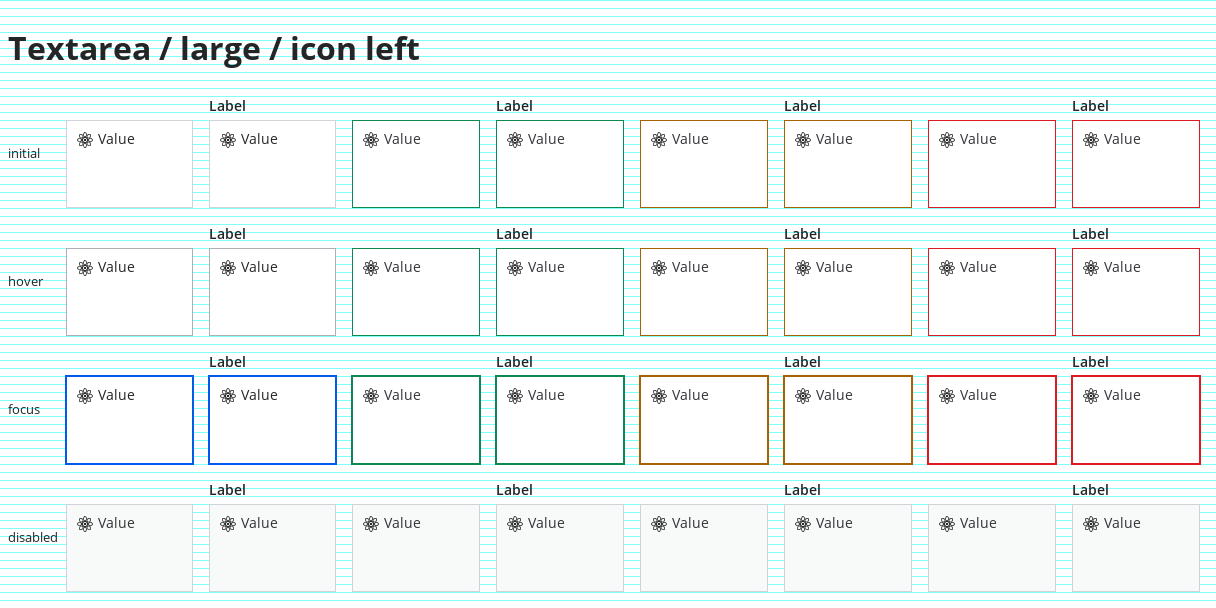 Textarea / large / icon left
Label Label Label Label
initial Value Value Value Value Value Value Value Value
Label Label Label Label
hover Value Value Value Value Value Value Value Value
Label Label Label Label
focus Value Value Value Value Value Value Value Value
Label Label Label Label
disabled Value Value Value Value Value Value Value Value